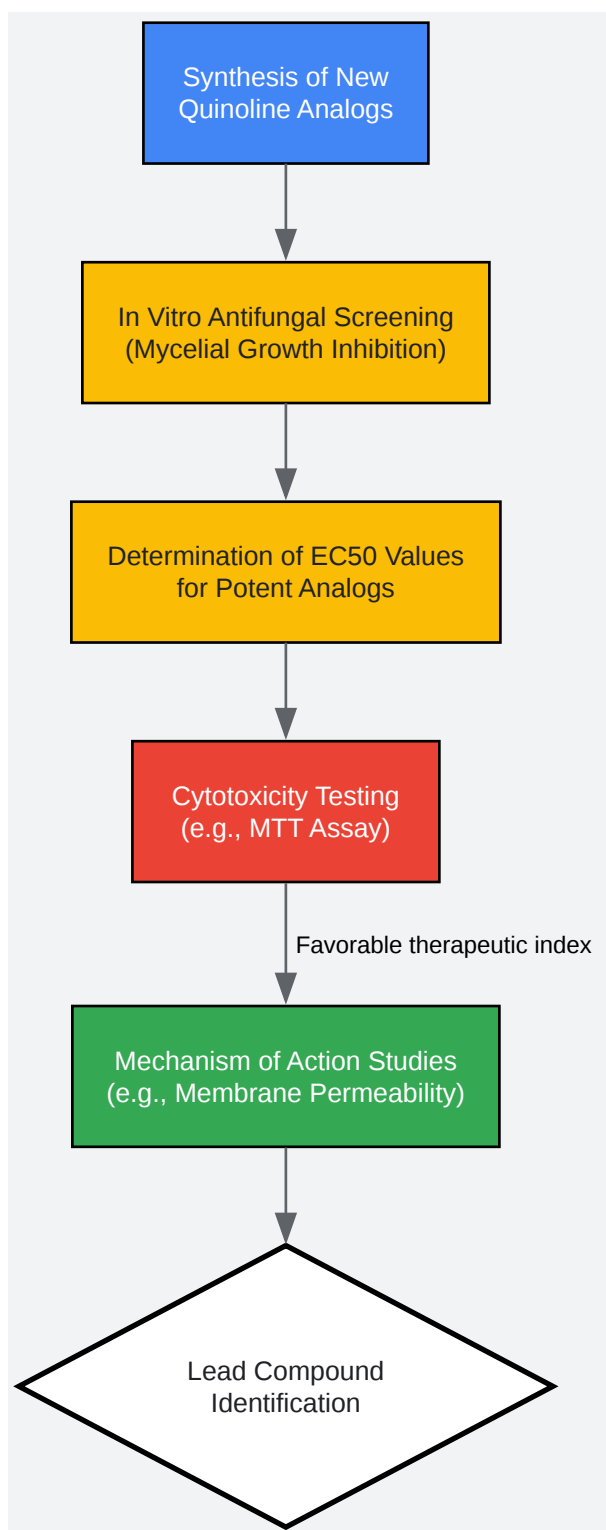 Synthesis of New
Quinoline Analogs
In Vitro Antifungal Screening
(Mycelial Growth Inhibition)
Determination of EC50 Values
for Potent Analogs
Cytotoxicity Testing
(e.g., MTT Assay)
Favorable therapeutic index
Mechanism of Action Studies
(e.g., Membrane Permeability)
Lead Compound
Identification